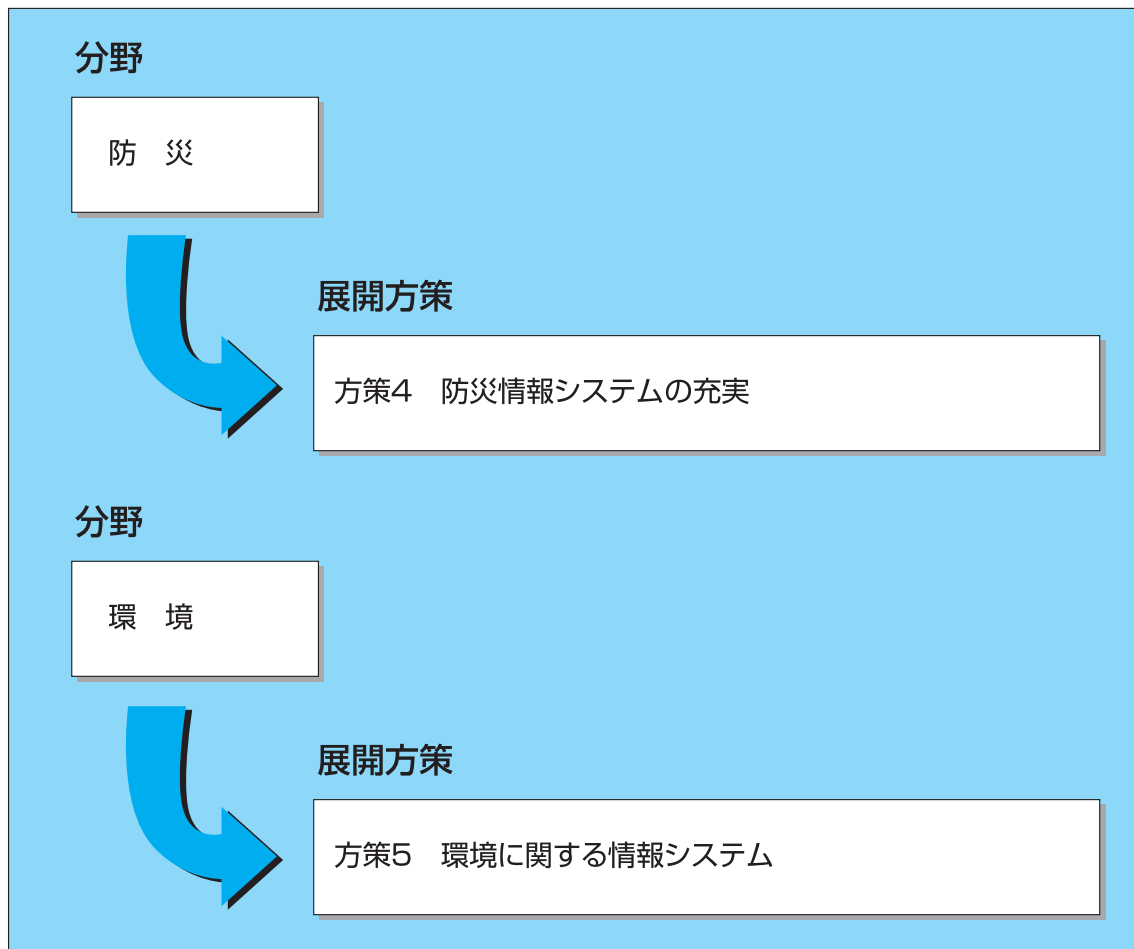 分野
防　災
展開方策
方策4　防災情報システムの充実
分野
環　境
展開方策
方策5　環境に関する情報システム